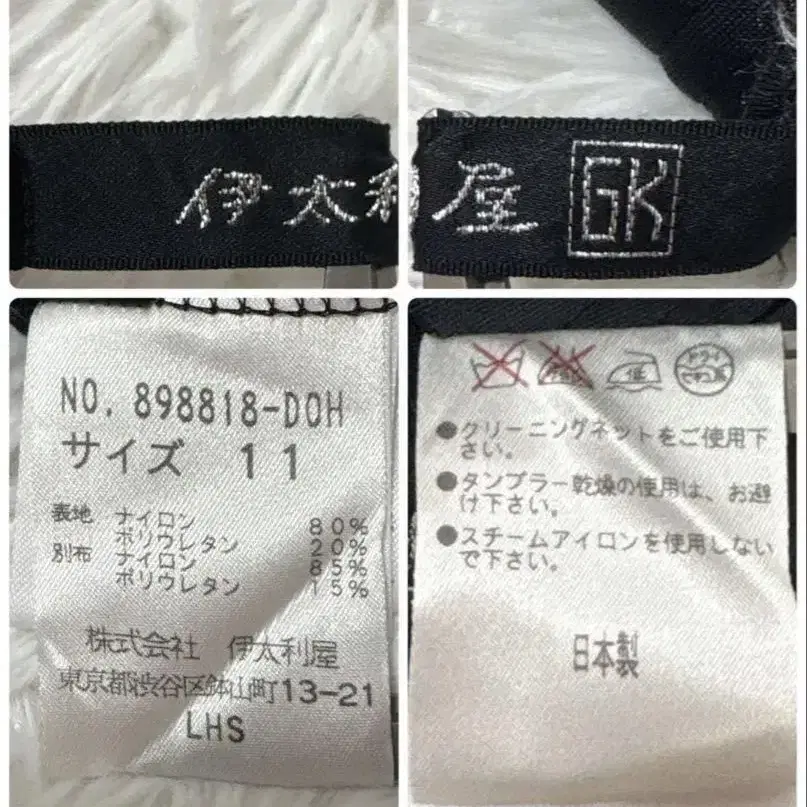 伊太利屋 GK
NO. 898818-DOH
サイズ 11
表地 ナイロン 80%
ポリウレタン 20%
別布 ナイロン 85%
ポリウレタン 15%
株式会社 伊太利屋
東京都渋谷区鉢山町13-21
LHS
低
ドライ
●クリーニングネットをご使用下
さい。
●タンブラー乾燥の使用は、お避
け下さい。
●スチームアイロンを使用しない
で下さい。
日本製